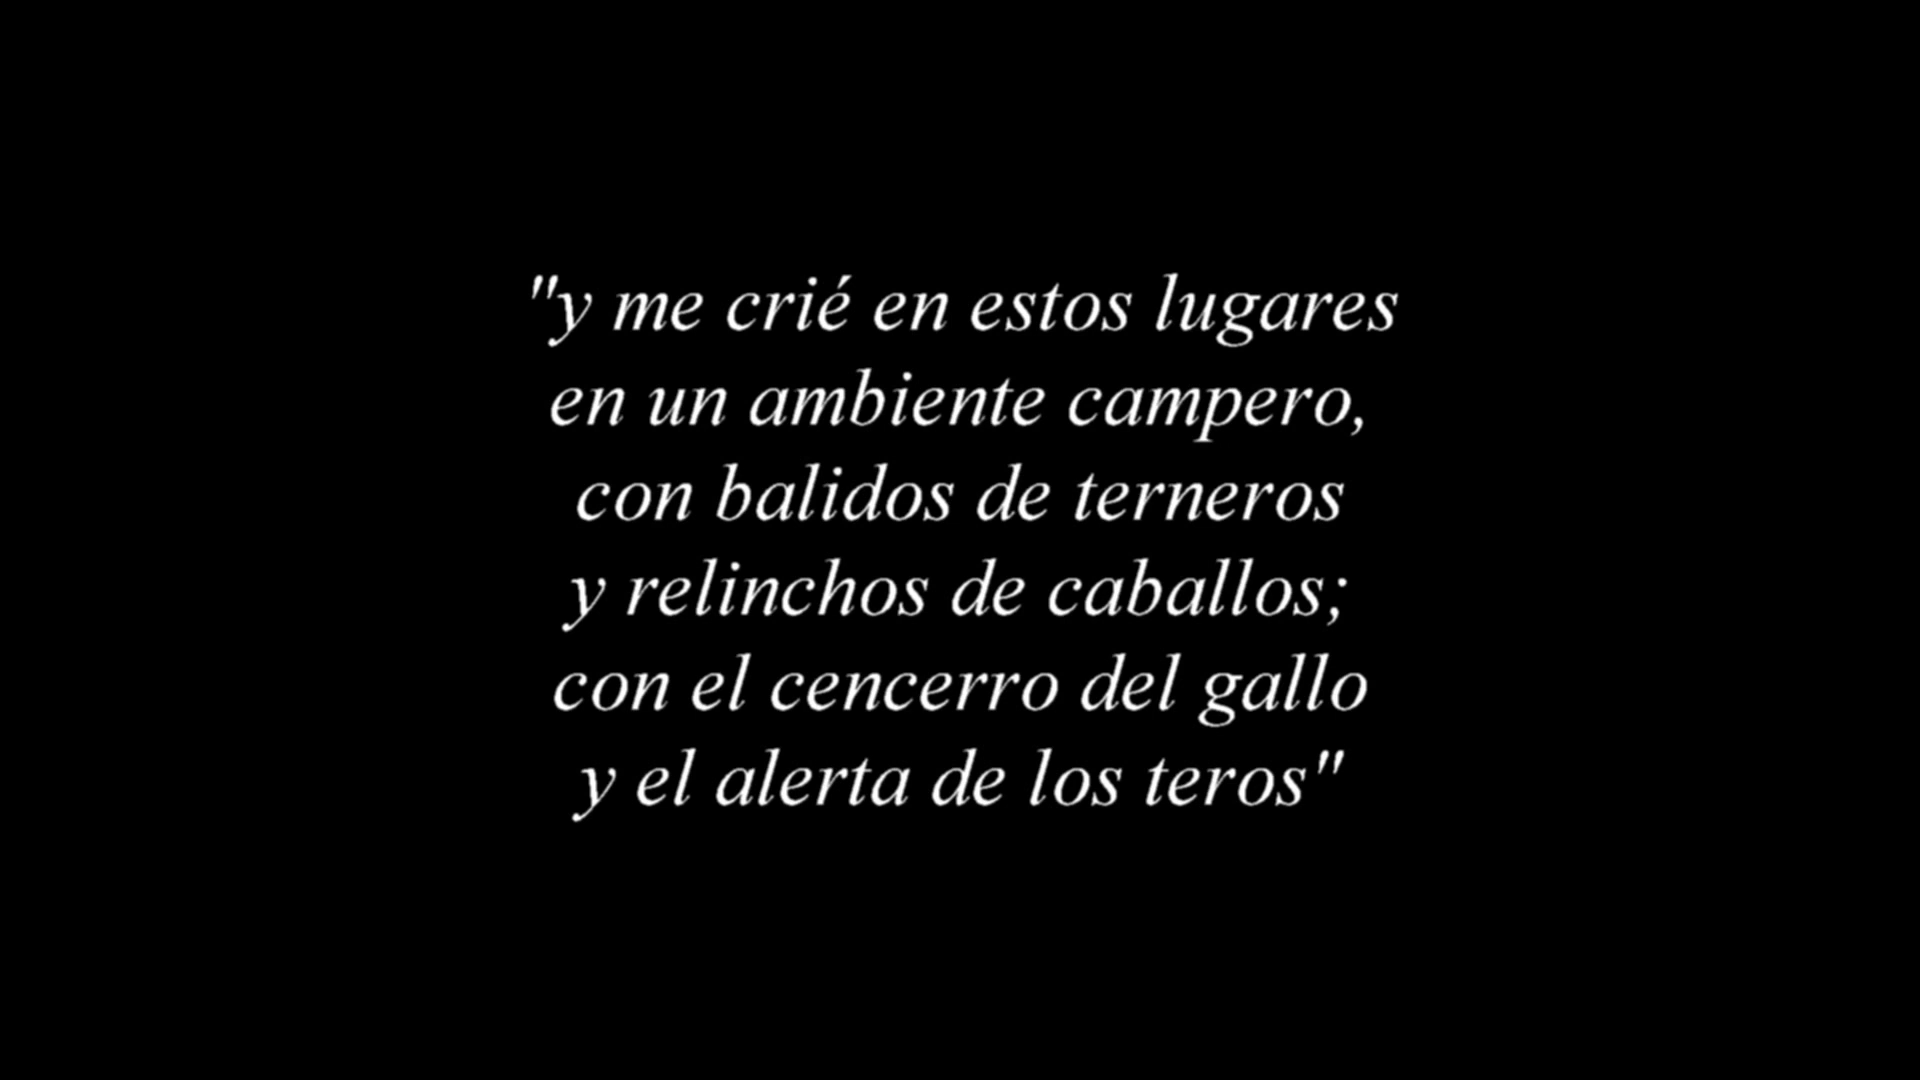 "y me crié en estos lugares
en un ambiente campero,
con balidos de terneros
y relinchos de caballos;
con el cencerro del gallo
y el alerta de los teros"